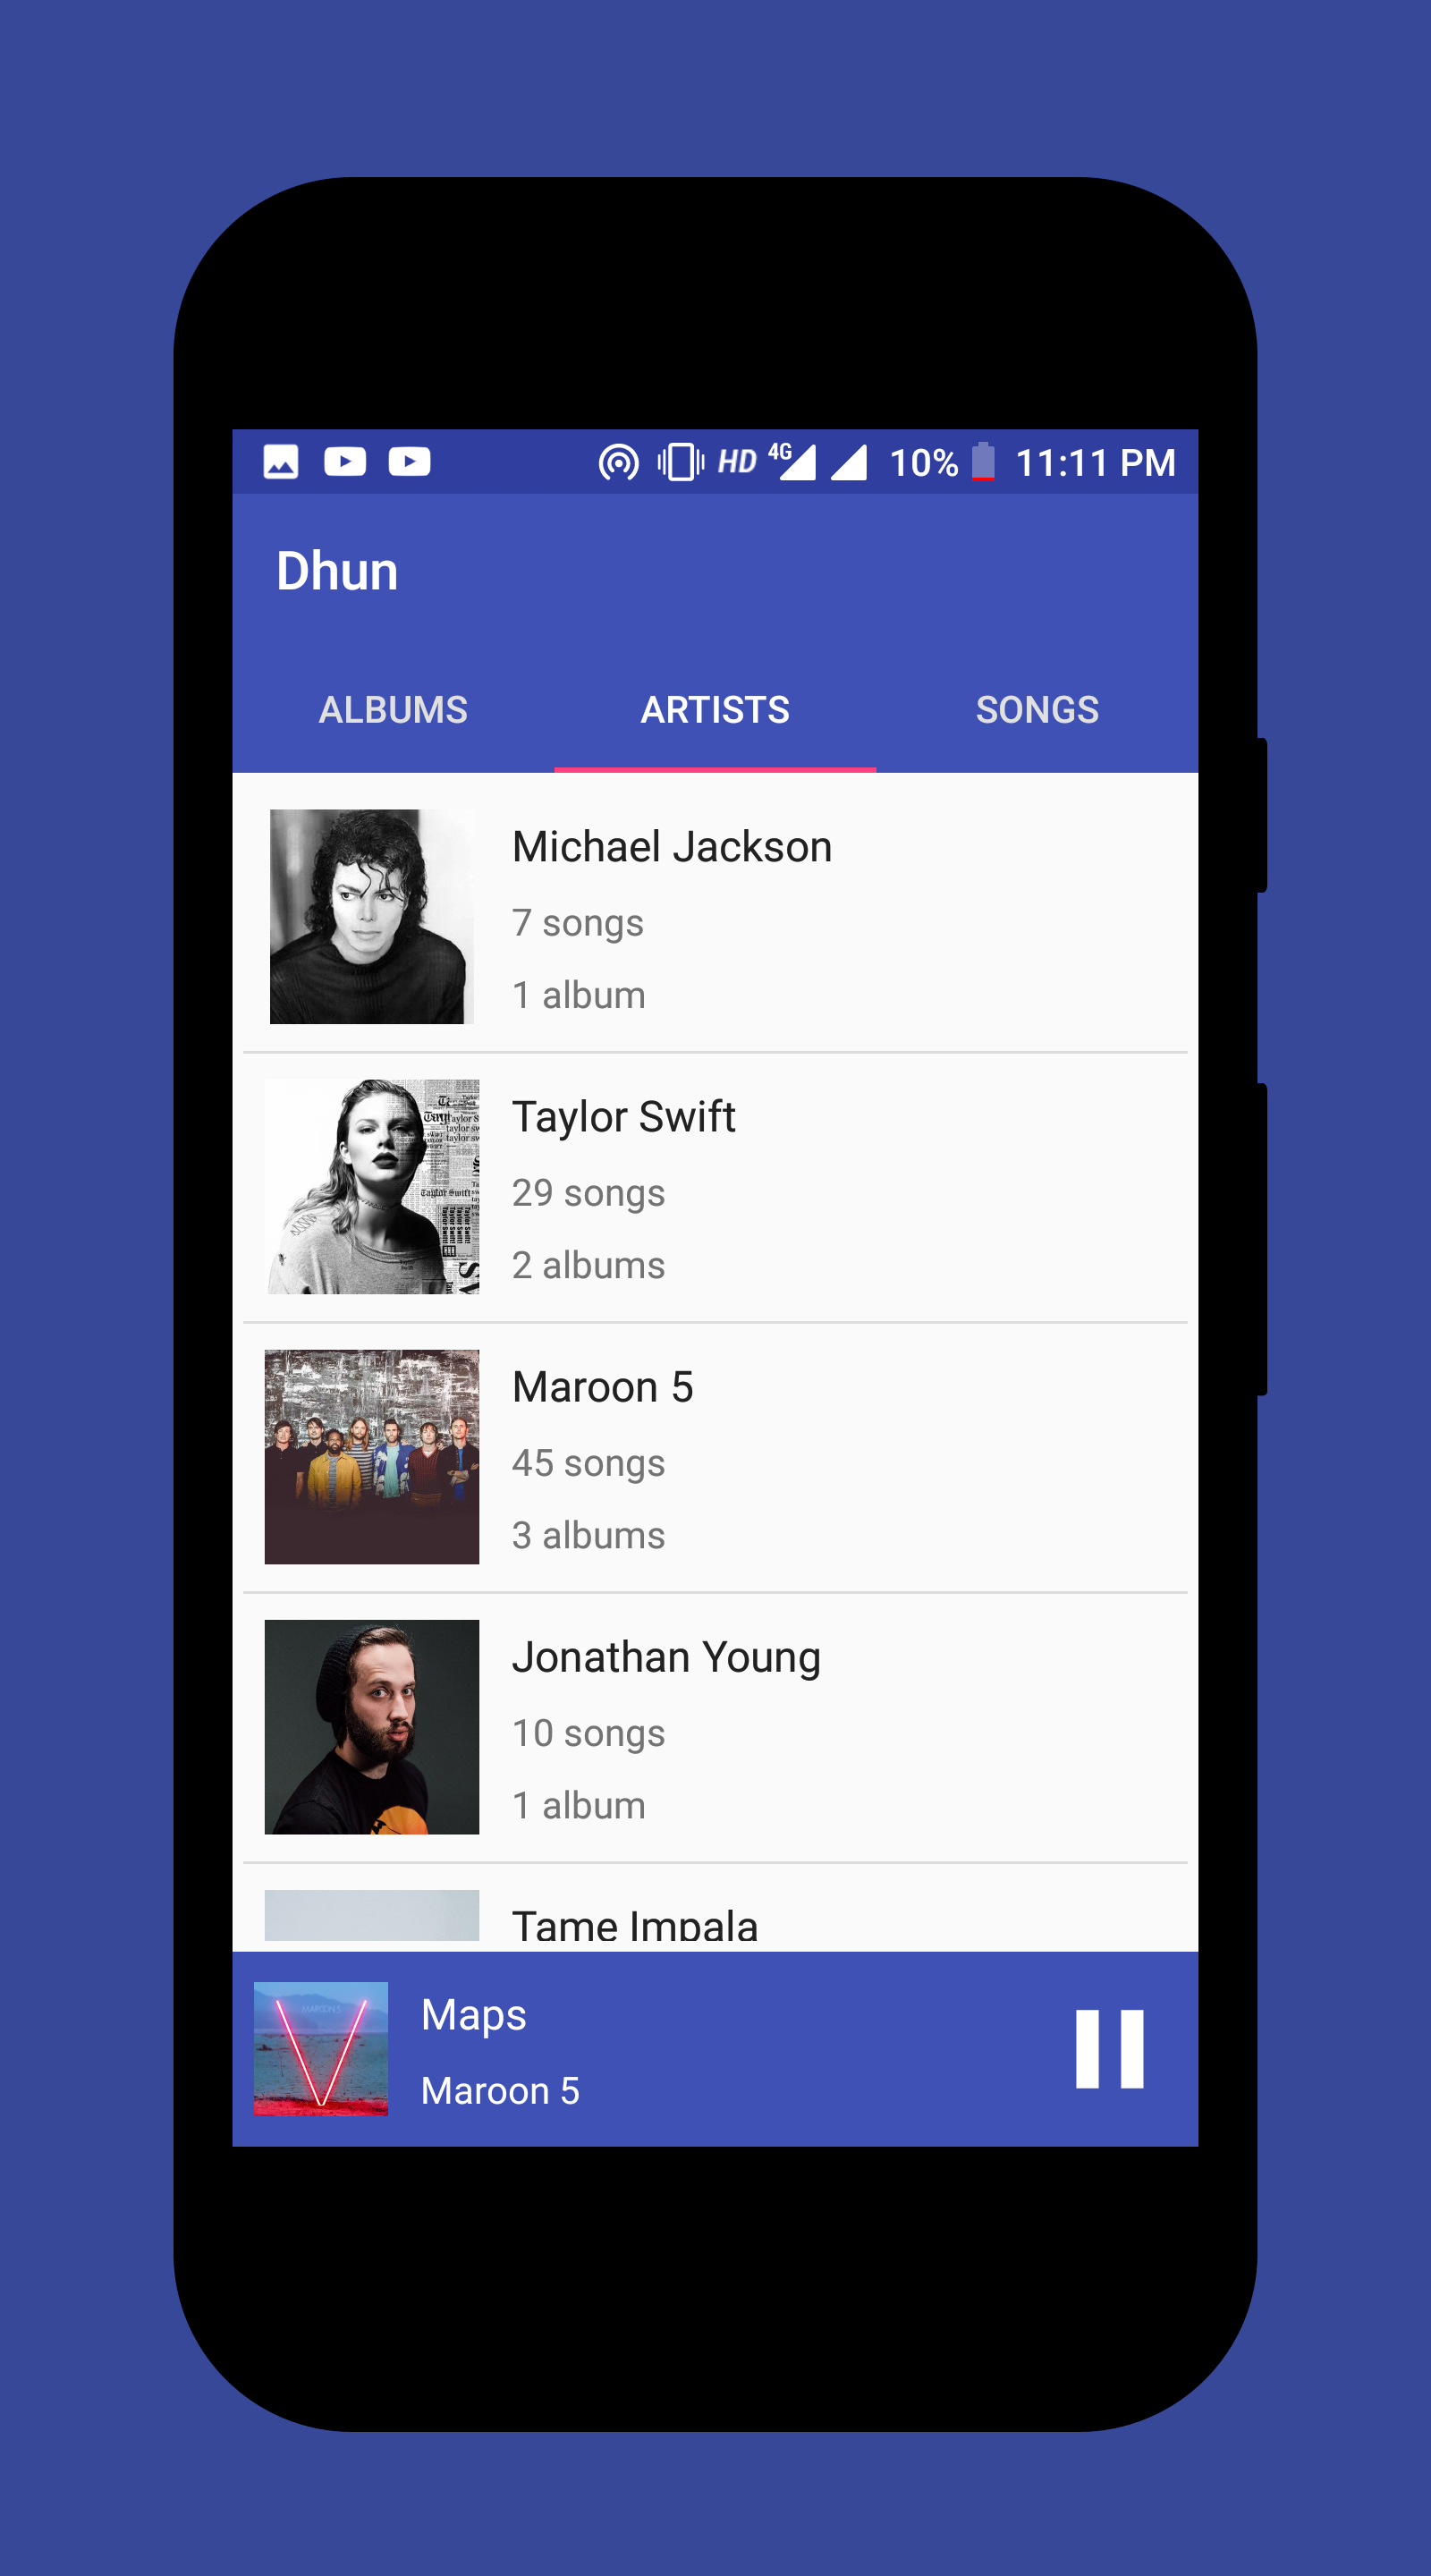 HD 4G 10% 11:11 PM
Dhun
ALBUMS ARTISTS SONGS
Michael Jackson
7 songs
1 album
Taylor Swift
29 songs
2 albums
Maroon 5
45 songs
3 albums
Jonathan Young
10 songs
1 album
Tame Impala
MAROON 5
Maps
Maroon 5